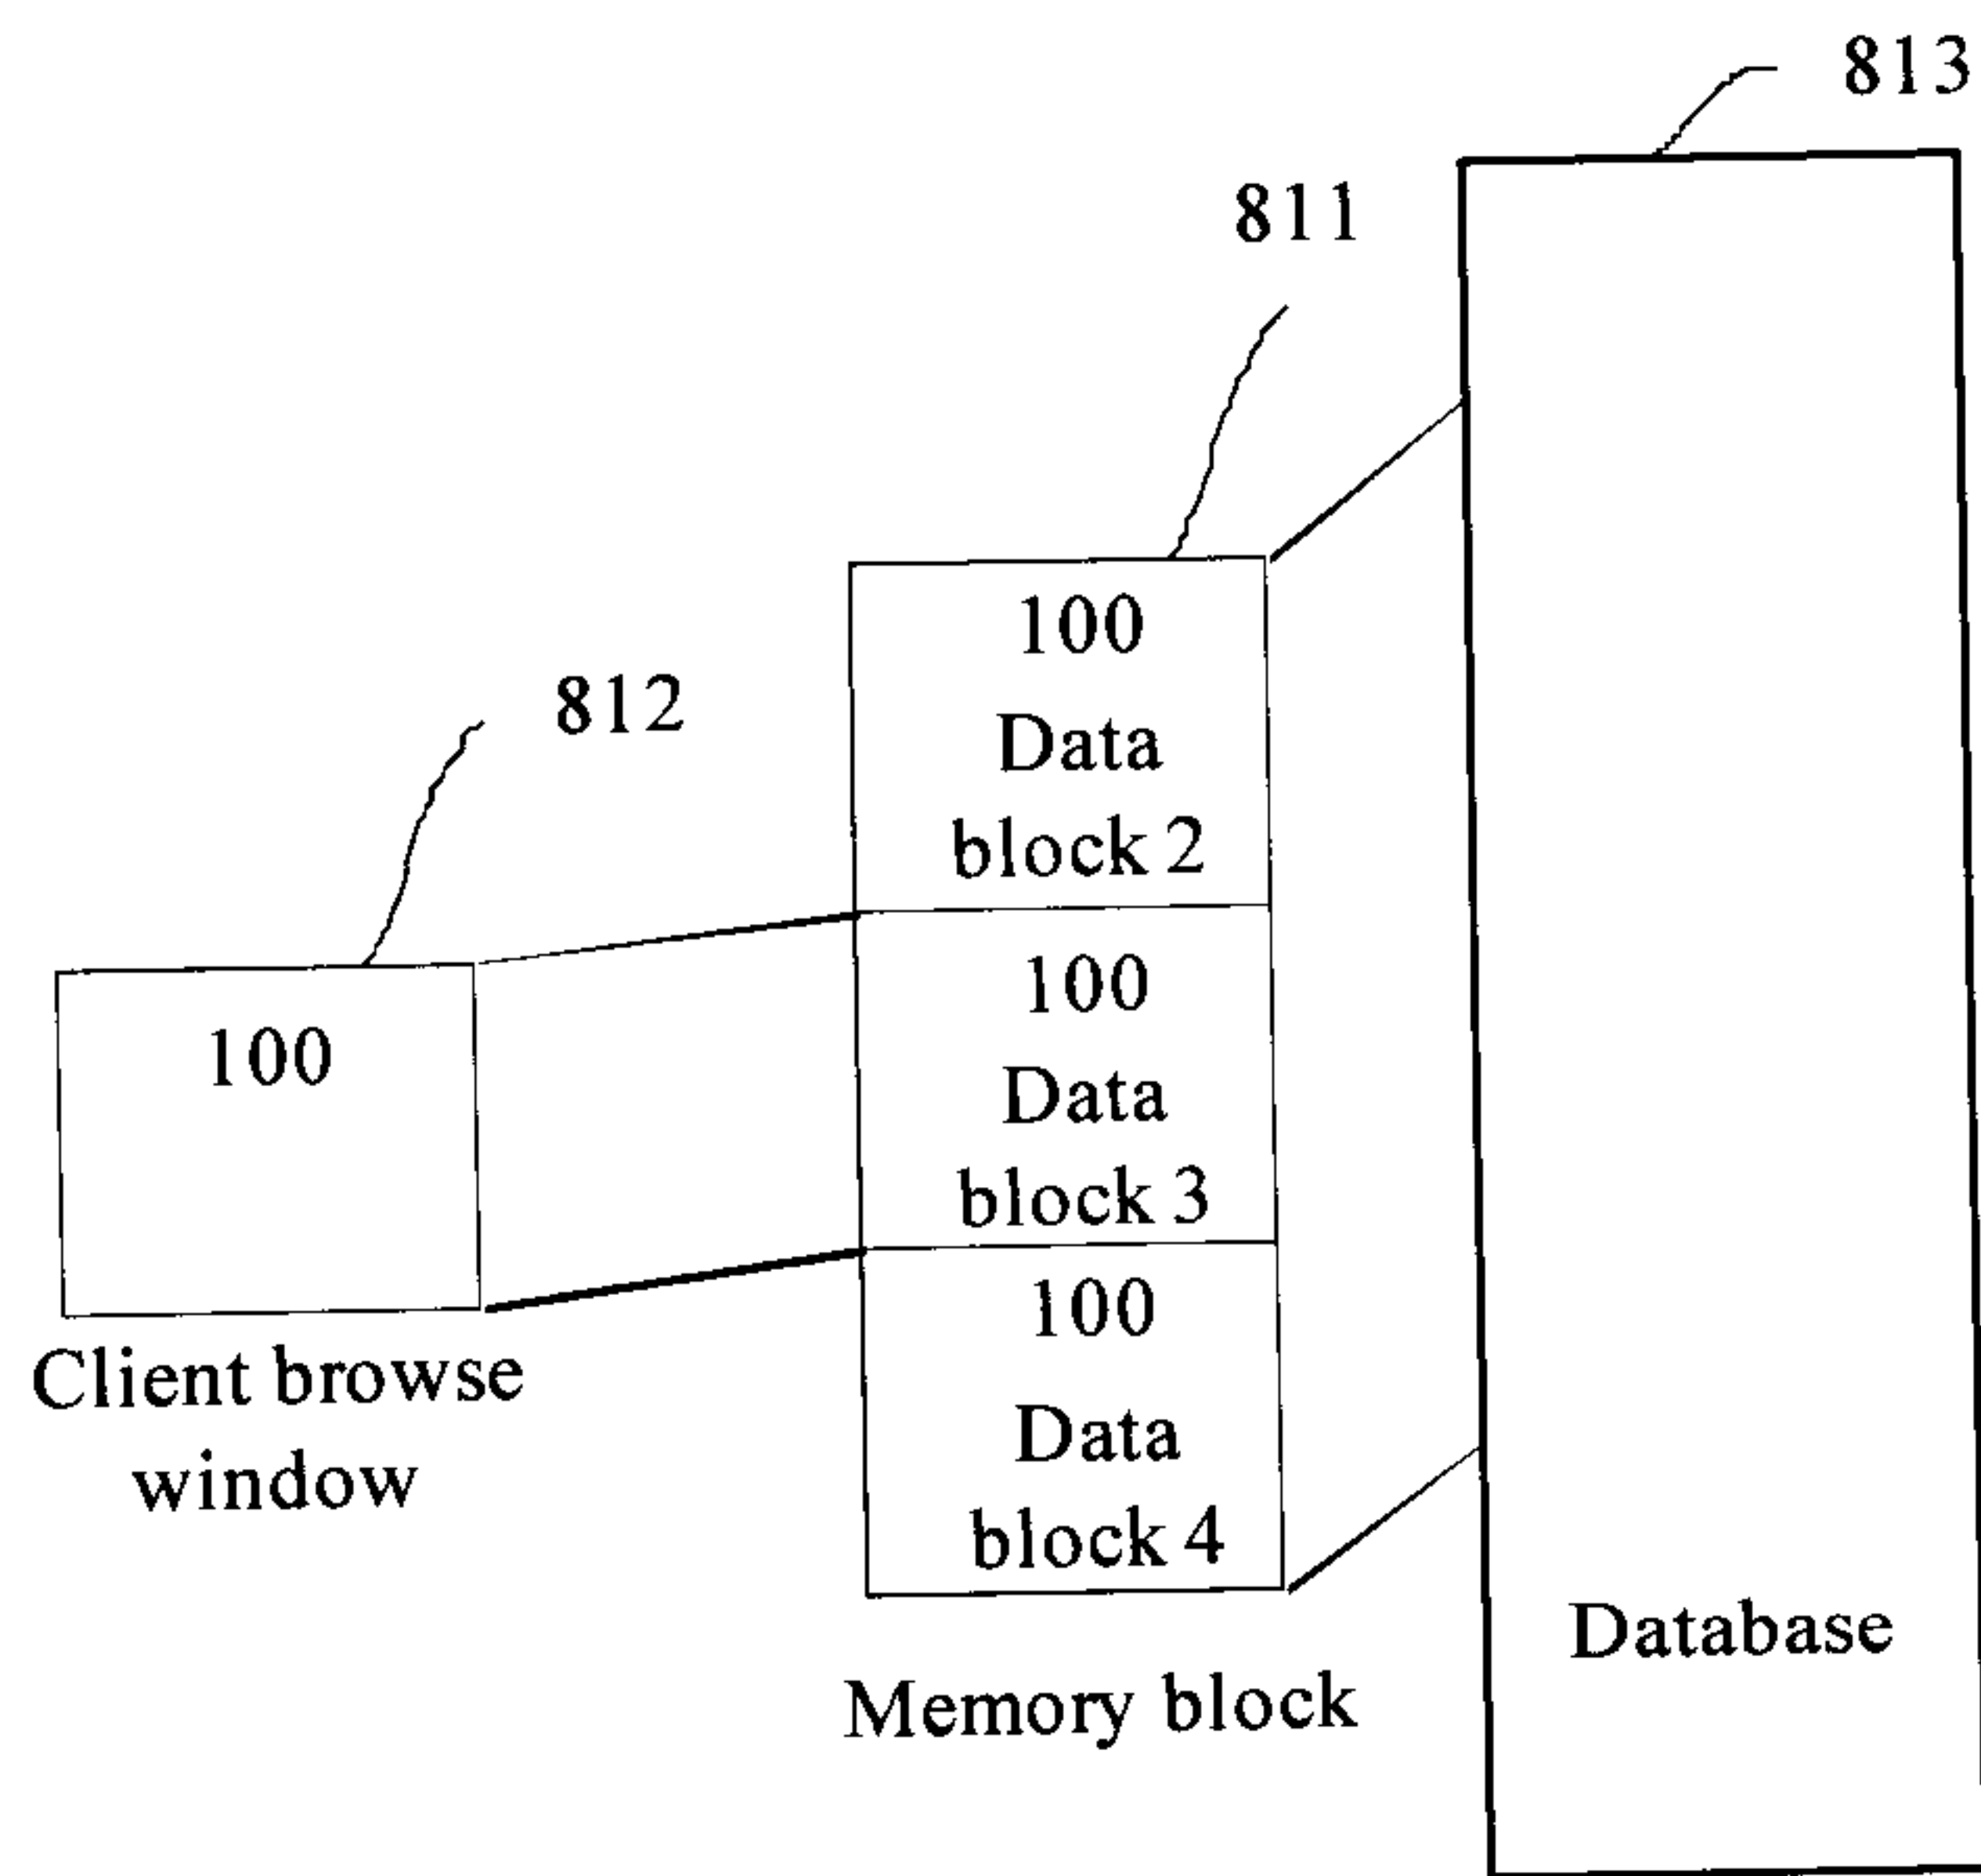 813
811
812
100
Data
block 2
100
Data
block 3
100
Data
block 4
100
Client browse
window
Memory block
Database